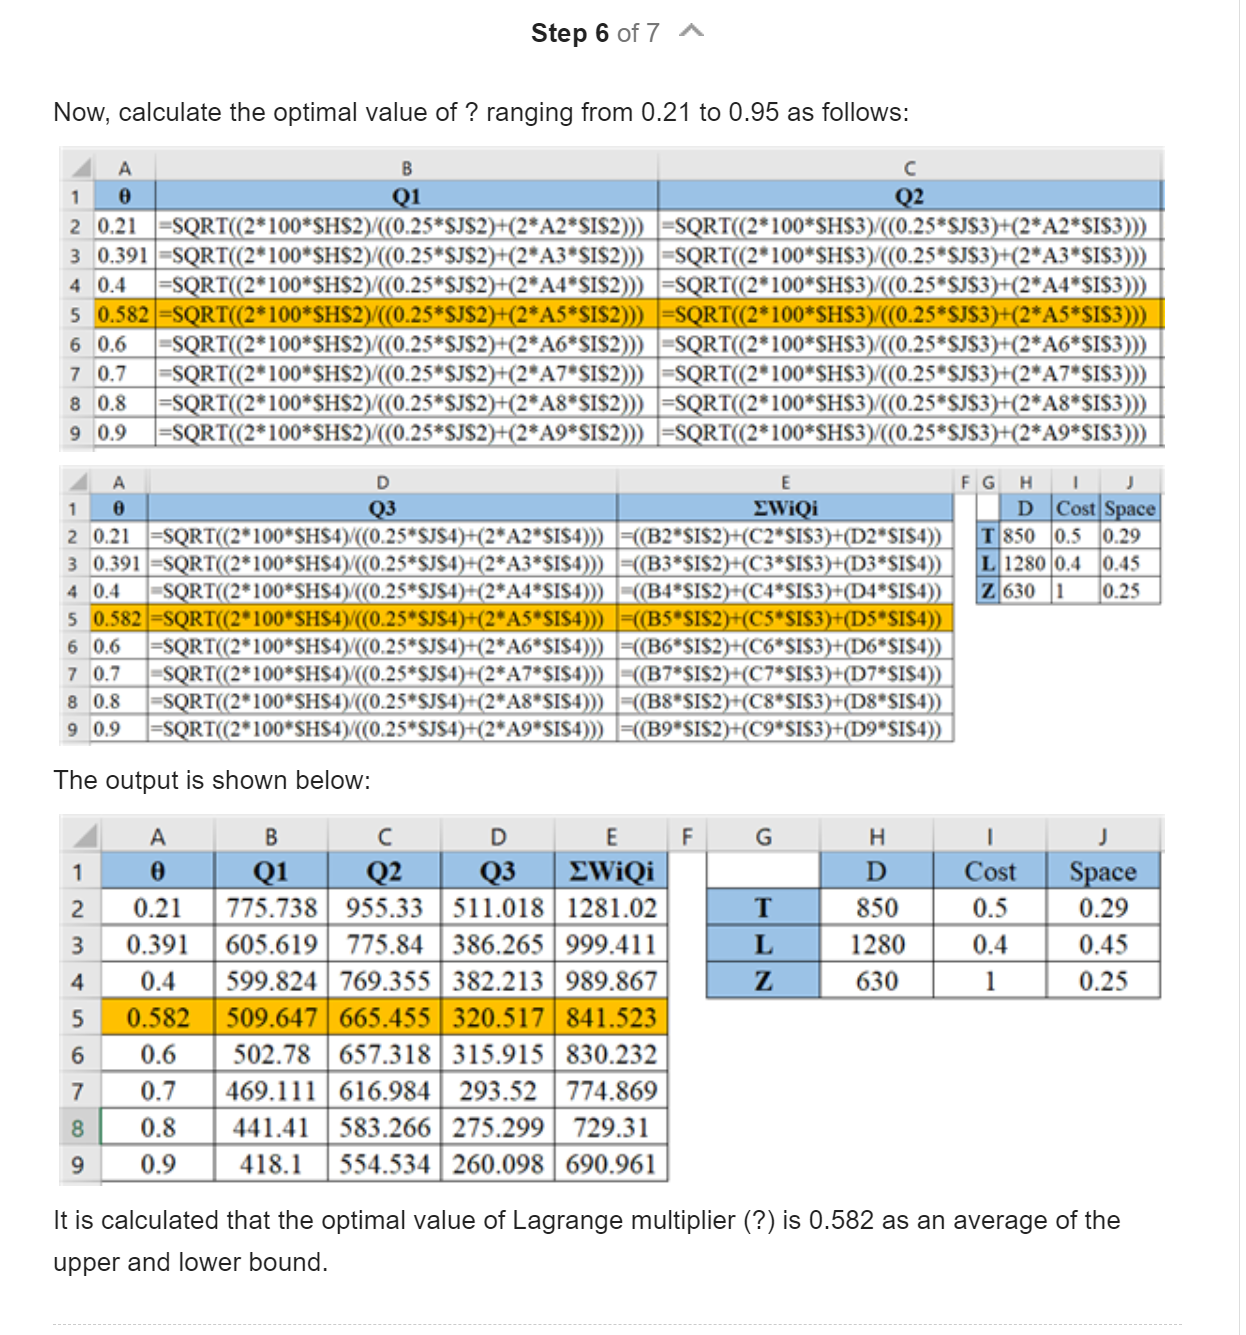 Step 6 of 7
Now, calculate the optimal value of ? ranging from 0.21 to 0.95 as follows:
A B C
1 θ Q1 Q2
2 0.21 =SQRT((2*100*$H$2)/((0.25*$J$2)+(2*A2*$I$2))) =SQRT((2*100*$H$3)/((0.25*$J$3)+(2*A2*$I$3)))
3 0.391 =SQRT((2*100*$H$2)/((0.25*$J$2)+(2*A3*$I$2))) =SQRT((2*100*$H$3)/((0.25*$J$3)+(2*A3*$I$3)))
4 0.4 =SQRT((2*100*$H$2)/((0.25*$J$2)+(2*A4*$I$2))) =SQRT((2*100*$H$3)/((0.25*$J$3)+(2*A4*$I$3)))
5 0.582 =SQRT((2*100*$H$2)/((0.25*$J$2)+(2*A5*$I$2))) =SQRT((2*100*$H$3)/((0.25*$J$3)+(2*A5*$I$3)))
6 0.6 =SQRT((2*100*$H$2)/((0.25*$J$2)+(2*A6*$I$2))) =SQRT((2*100*$H$3)/((0.25*$J$3)+(2*A6*$I$3)))
7 0.7 =SQRT((2*100*$H$2)/((0.25*$J$2)+(2*A7*$I$2))) =SQRT((2*100*$H$3)/((0.25*$J$3)+(2*A7*$I$3)))
8 0.8 =SQRT((2*100*$H$2)/((0.25*$J$2)+(2*A8*$I$2))) =SQRT((2*100*$H$3)/((0.25*$J$3)+(2*A8*$I$3)))
9 0.9 =SQRT((2*100*$H$2)/((0.25*$J$2)+(2*A9*$I$2))) =SQRT((2*100*$H$3)/((0.25*$J$3)+(2*A9*$I$3)))
A D E F G H I J
1 θ Q3 ΣWiQi D Cost Space
2 0.21 =SQRT((2*100*$H$4)/((0.25*$J$4)+(2*A2*$I$4))) =((B2*$I$2)+(C2*$I$3)+(D2*$I$4)) T 850 0.5 0.29
3 0.391 =SQRT((2*100*$H$4)/((0.25*$J$4)+(2*A3*$I$4))) =((B3*$I$2)+(C3*$I$3)+(D3*$I$4)) L 1280 0.4 0.45
4 0.4 =SQRT((2*100*$H$4)/((0.25*$J$4)+(2*A4*$I$4))) =((B4*$I$2)+(C4*$I$3)+(D4*$I$4)) Z 630 1 0.25
5 0.582 =SQRT((2*100*$H$4)/((0.25*$J$4)+(2*A5*$I$4))) =((B5*$I$2)+(C5*$I$3)+(D5*$I$4))
6 0.6 =SQRT((2*100*$H$4)/((0.25*$J$4)+(2*A6*$I$4))) =((B6*$I$2)+(C6*$I$3)+(D6*$I$4))
7 0.7 =SQRT((2*100*$H$4)/((0.25*$J$4)+(2*A7*$I$4))) =((B7*$I$2)+(C7*$I$3)+(D7*$I$4))
8 0.8 =SQRT((2*100*$H$4)/((0.25*$J$4)+(2*A8*$I$4))) =((B8*$I$2)+(C8*$I$3)+(D8*$I$4))
9 0.9 =SQRT((2*100*$H$4)/((0.25*$J$4)+(2*A9*$I$4))) =((B9*$I$2)+(C9*$I$3)+(D9*$I$4))
The output is shown below:
A B C D E F G H I J
1 θ Q1 Q2 Q3 ΣWiQi D Cost Space
2 0.21 775.738 955.33 511.018 1281.02 T 850 0.5 0.29
3 0.391 605.619 775.84 386.265 999.411 L 1280 0.4 0.45
4 0.4 599.824 769.355 382.213 989.867 Z 630 1 0.25
5 0.582 509.647 665.455 320.517 841.523
6 0.6 502.78 657.318 315.915 830.232
7 0.7 469.111 616.984 293.52 774.869
8 0.8 441.41 583.266 275.299 729.31
9 0.9 418.1 554.534 260.098 690.961
It is calculated that the optimal value of Lagrange multiplier (?) is 0.582 as an average of the
upper and lower bound.